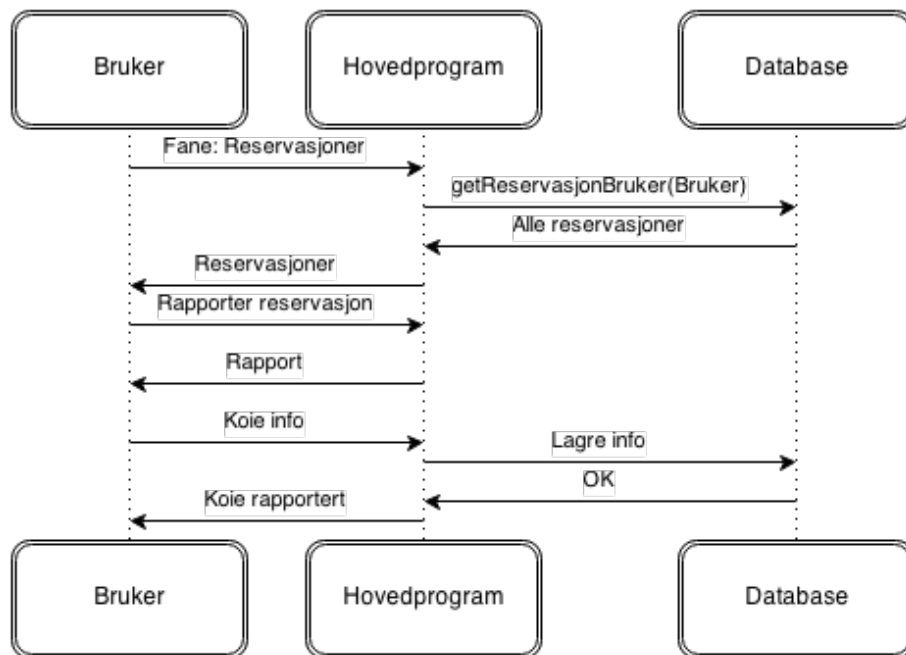 Bruker
Hovedprogram
Database
Fane: Reservasjoner
getReservasjonBruker(Bruker)
Alle reservasjoner
Reservasjoner
Rapporter reservasjon
Rapport
Koie info
Lagre info
OK
Koie rapportert
Bruker
Hovedprogram
Database